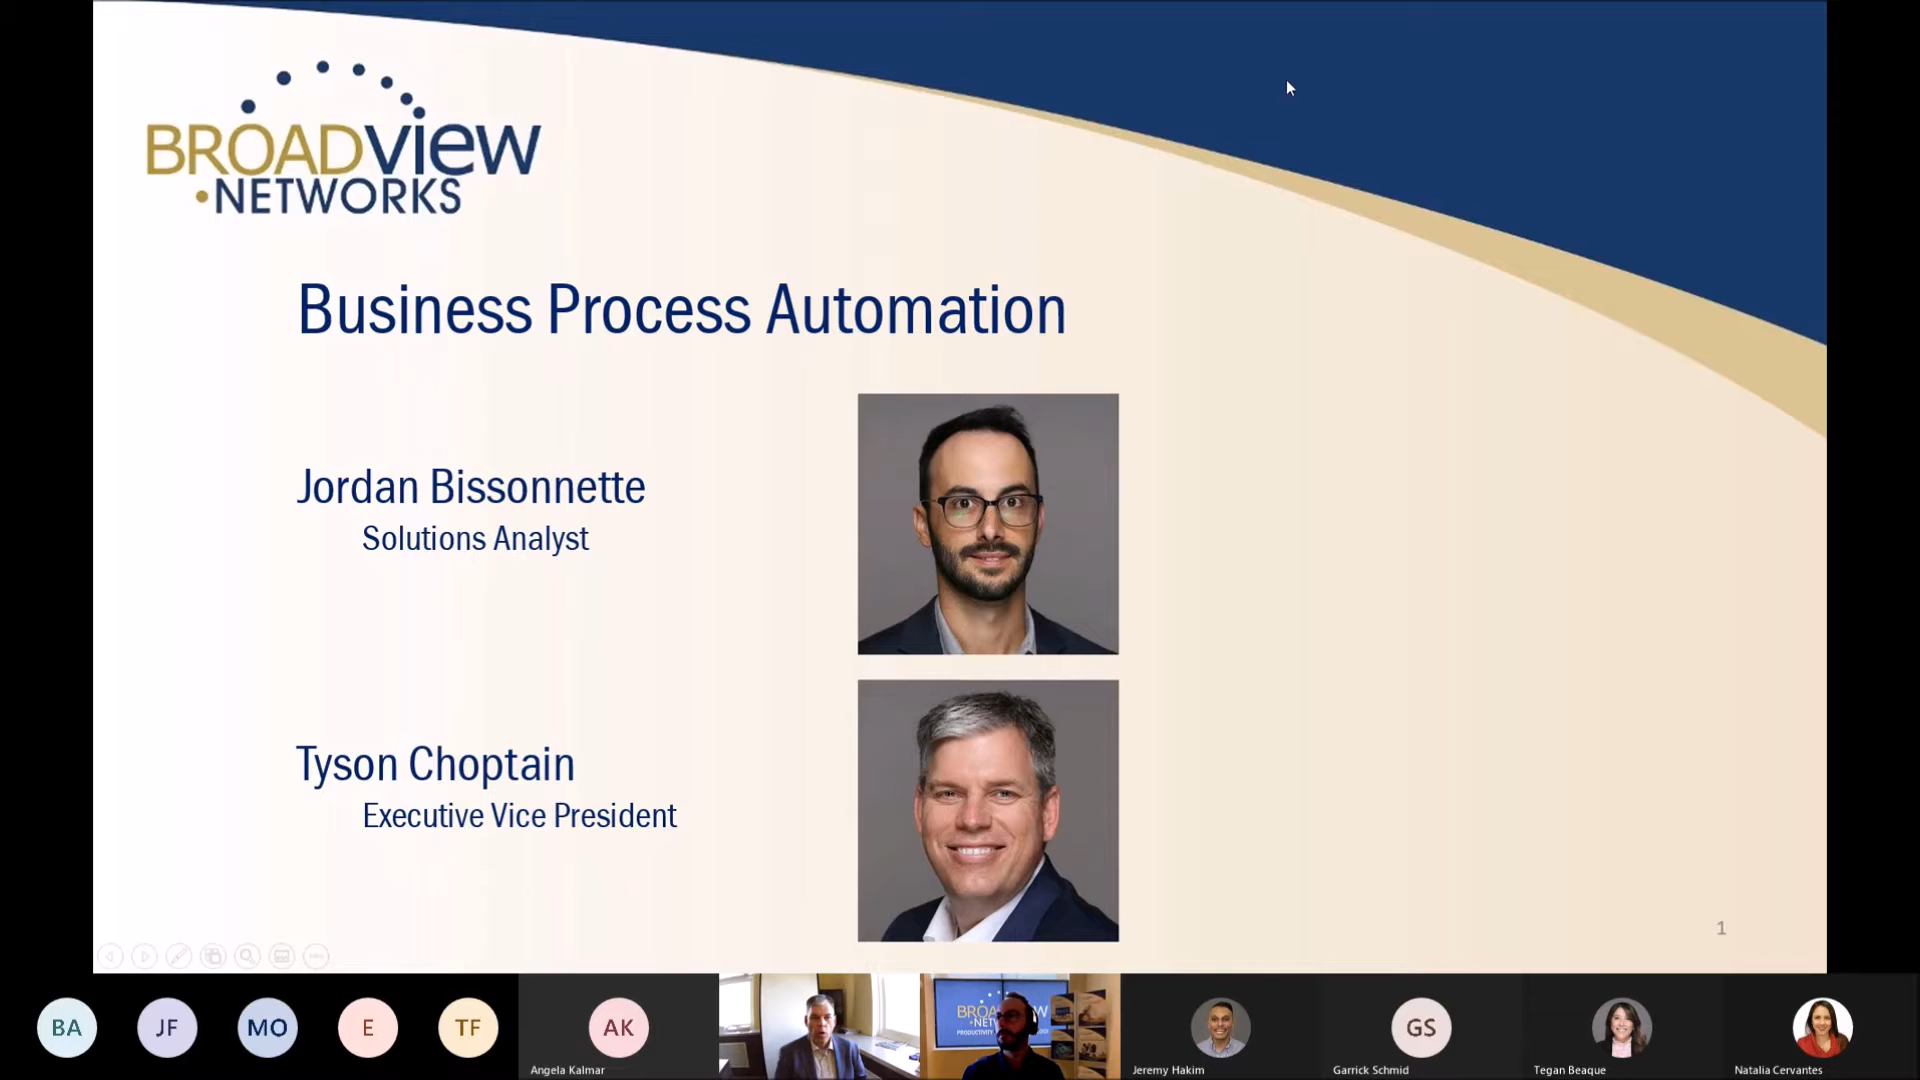 BROADVIEW
•NETWORKS
Business Process Automation
Jordan Bissonnette
Solutions Analyst
Tyson Choptain
Executive Vice President
1
BA
JF
MO
E
TF
AK
Angela Kalmar
Jeremy Hakim
GS
Garrick Schmid
Tegan Beaque
Natalia Cervantes